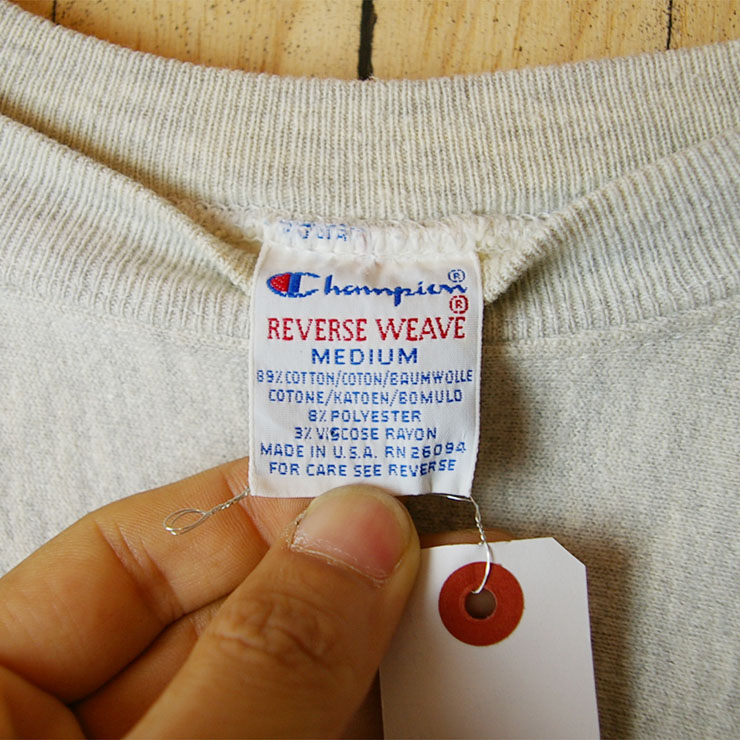 Champion®
REVERSE WEAVE®
MEDIUM
89% COTTON/COTON/BAUMWOLLE
COTONE/KATOEN/BOMULD
8% POLYESTER
3% VISCOSE RAYON
MADE IN U.S.A. RN 26094
FOR CARE SEE REVERSE